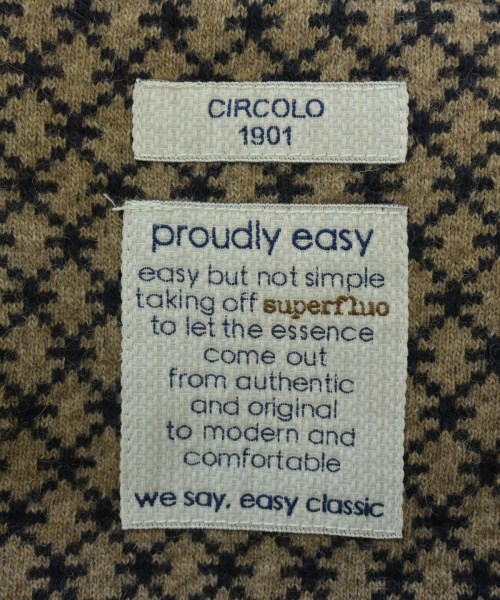 CIRCOLO
1901
proudly easy
easy but not simple
taking off superfluo
to let the essence
come out
from authentic
and original
to modern and
comfortable
we say, easy classic